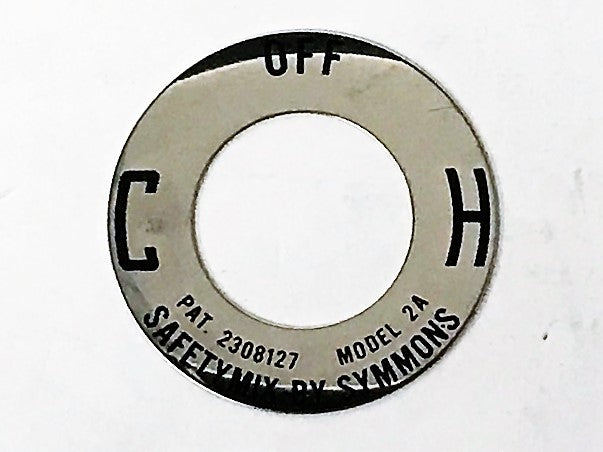 OFF
C
H
PAT. 2308127
MODEL 2A
SAFETYMIX BY SYMMONS